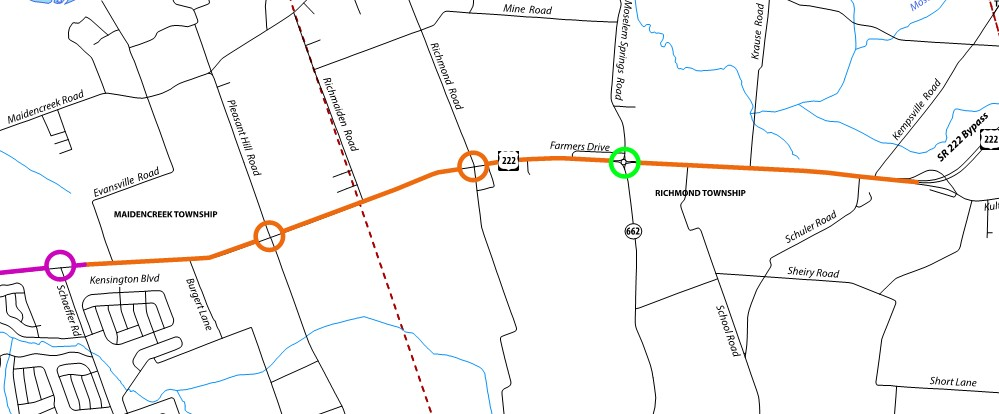 Mine Road
Moselem Springs Road
Krause Road
Richmond Road
Maidencreek Road
Pleasant Hill Road
Richmaiden Road
Kempsville Road
SR 222 Bypass
222
Farmers Drive
222
Evansville Road
RICHMOND TOWNSHIP
MAIDENCREEK TOWNSHIP
662
Schuler Road
Kensington Blvd
Schaeffer Rd
Burgert Lane
Sheiry Road
School Road
Short Lane